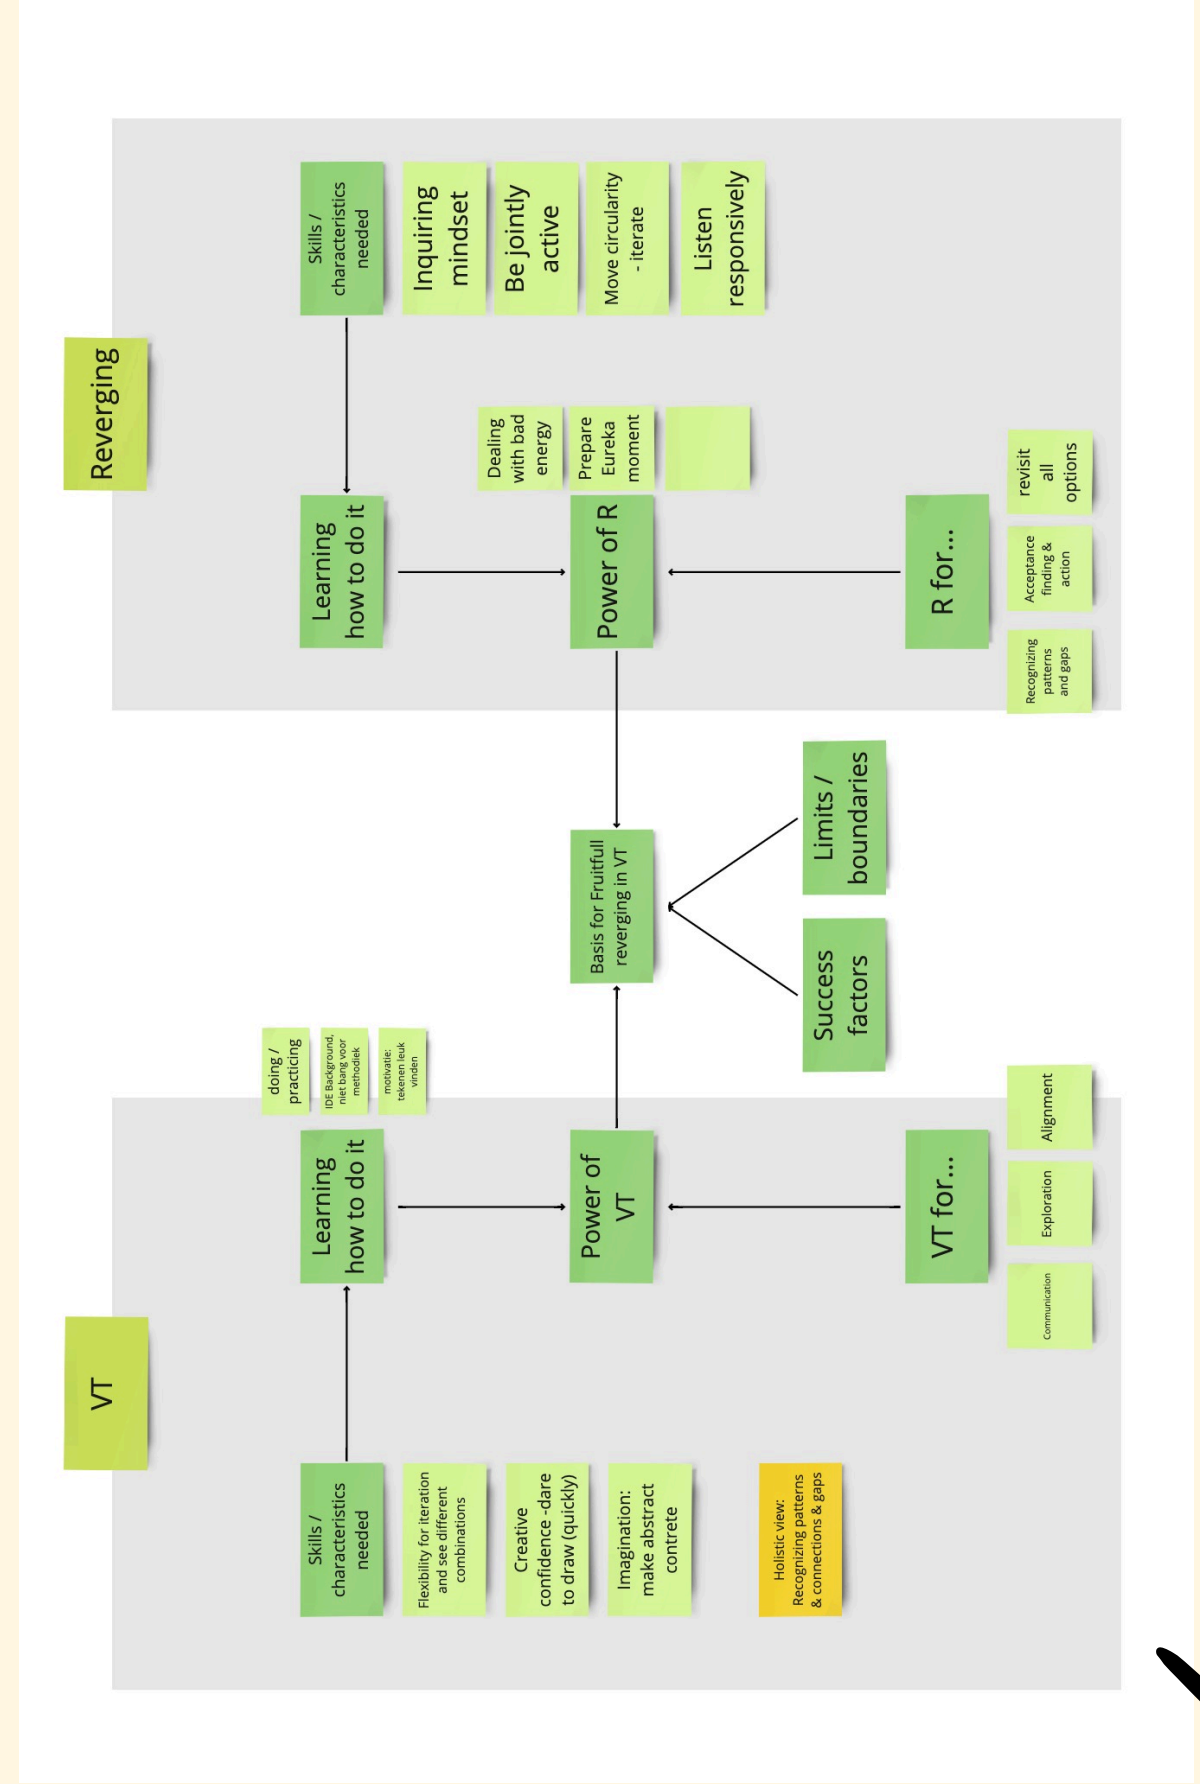 VT
Skills /
characteristics
needed
Flexibility for iteration
and see different
combinations
Creative
confidence -dare
to draw (quickly)
Imagination:
make abstract
contrete
Holistic view:
Recognizing patterns
& connections & gaps
Learning
how to do it
doing /
practicing
IDE Background,
niet bang voor
methodiek
motivatie:
tekenen leuk
vinden
Power of
VT
VT for...
Communication
Exploration
Alignment
Basis for Fruitfull
reverging in VT
Success
factors
Limits /
boundaries
Reverging
Learning
how to do it
Skills /
characteristics
needed
Inquiring
mindset
Be jointly
active
Move circularity
- iterate
Listen
responsively
Power of R
Dealing
with bad
energy
Prepare
Eureka
moment
R for...
Recognizing
patterns
and gaps
Acceptance
finding &
action
revisit
all
options